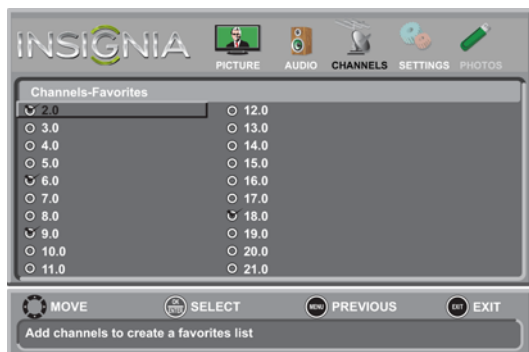 INSIGNIA
PICTURE AUDIO CHANNELS SETTINGS PHOTOS
Channels-Favorites
2.0 12.0
3.0 13.0
4.0 14.0
5.0 15.0
6.0 16.0
7.0 17.0
8.0 18.0
9.0 19.0
10.0 20.0
11.0 21.0
MOVE OK ENTER SELECT MENU PREVIOUS EXIT EXIT
Add channels to create a favorites list